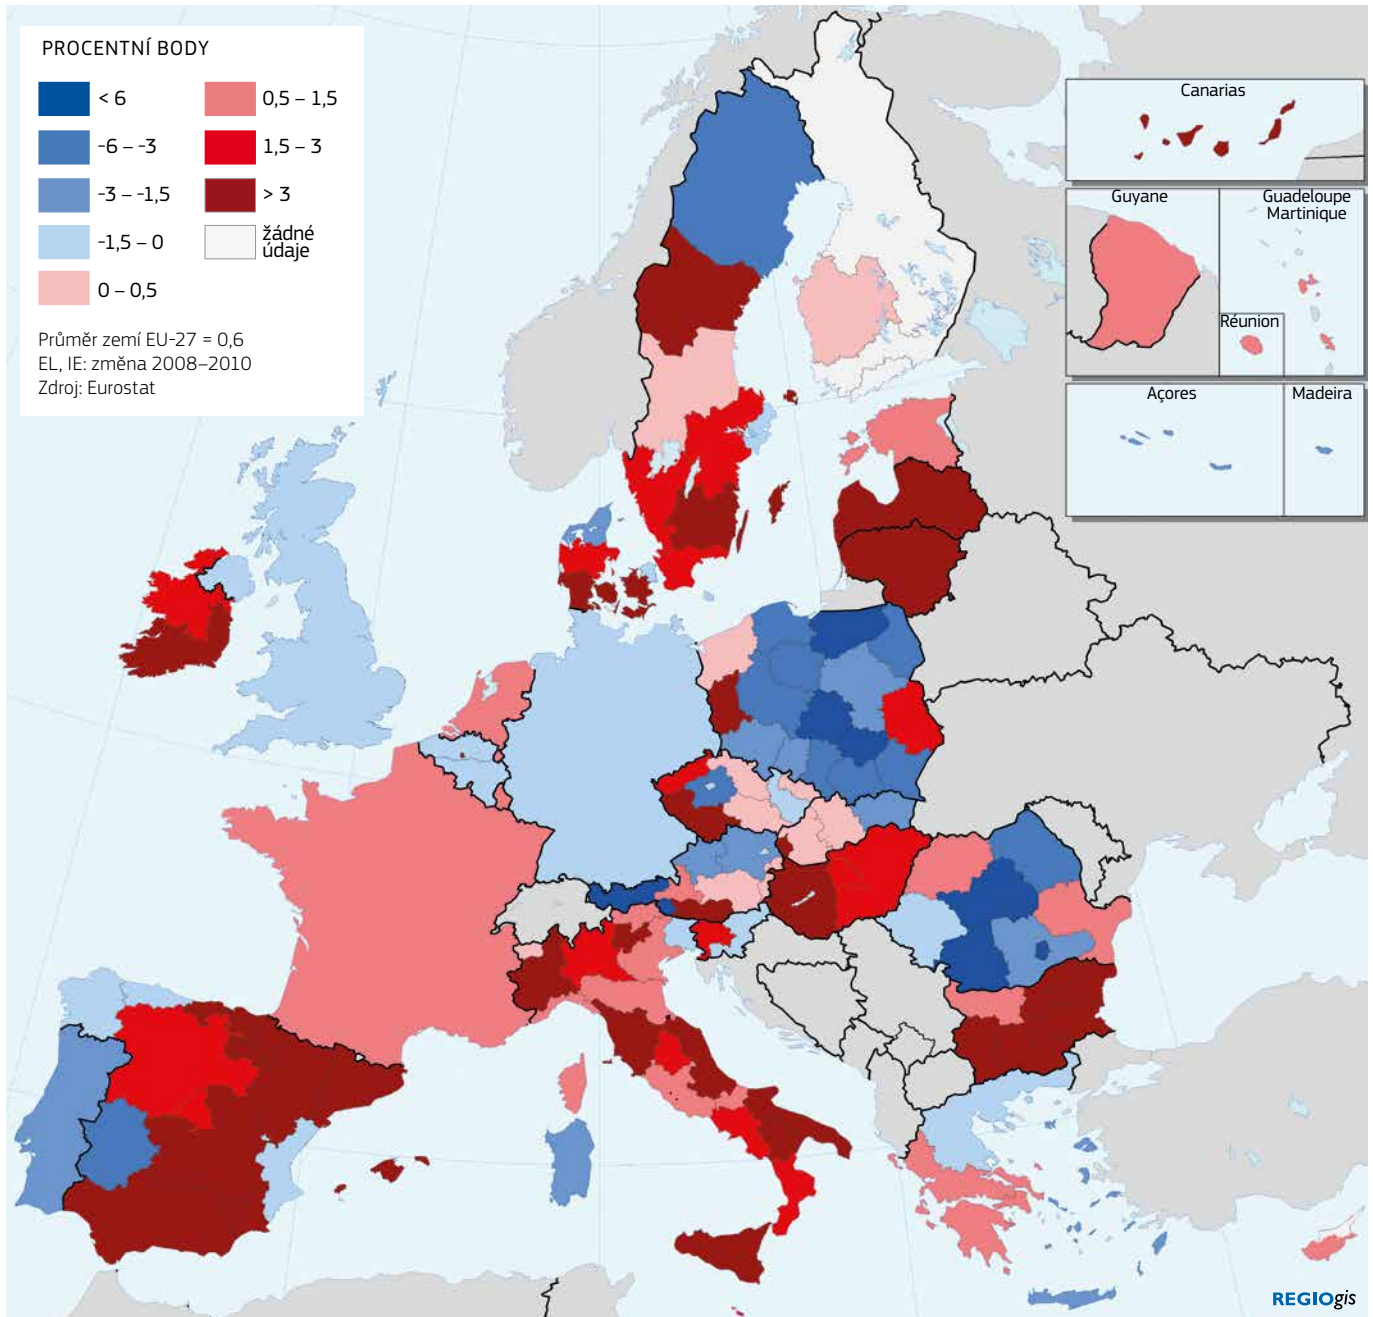 PROCENTNÍ BODY
< 6
-6 – -3
-3 – -1,5
-1,5 – 0
0 – 0,5
0,5 – 1,5
1,5 – 3
> 3
žádné
údaje
Průměr zemí EU-27 = 0,6
EL, IE: změna 2008–2010
Zdroj: Eurostat
Canarias
Guyane
Guadeloupe
Martinique
Réunion
Açores
Madeira
REGIOgis